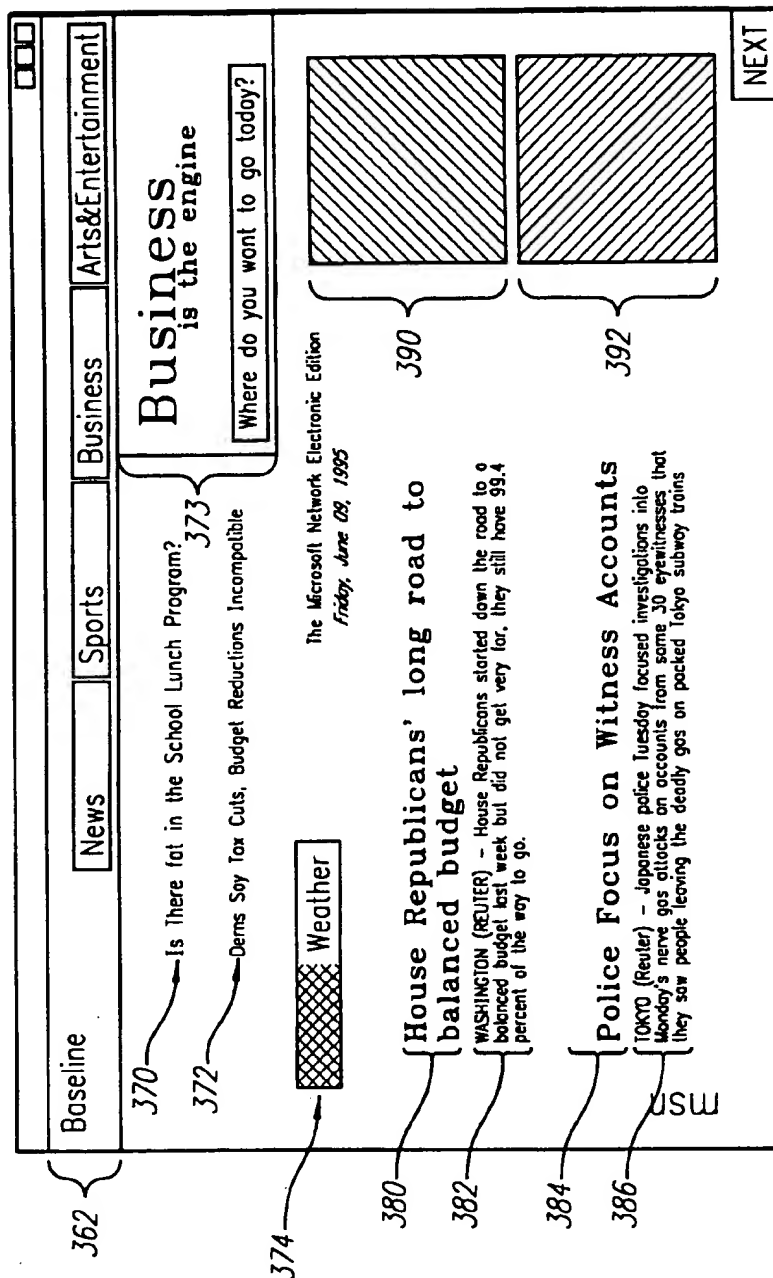 362
Baseline
News
Sports
Business
Arts&Entertainment
370
Is There fat in the School Lunch Program?
372
Dems Say Tax Cuts, Budget Reductions Incompatible
373
Business
is the engine
Where do you want to go today?
374
Weather
The Microsoft Network Electronic Edition
Friday, June 09, 1995
380
House Republicans' long road to
balanced budget
382
WASHINGTON (REUTER) – House Republicans started down the road to a
balanced budget last week but did not get very far, they still have 99.4
percent of the way to go.
384
Police Focus on Witness Accounts
386
TOKYO (Reuter) – Japanese police Tuesday focused investigations into
Monday's nerve gas attacks on accounts from some 30 eyewitnesses that
they saw people leaving the deadly gas on packed Tokyo subway trains
390
392
msn
NEXT